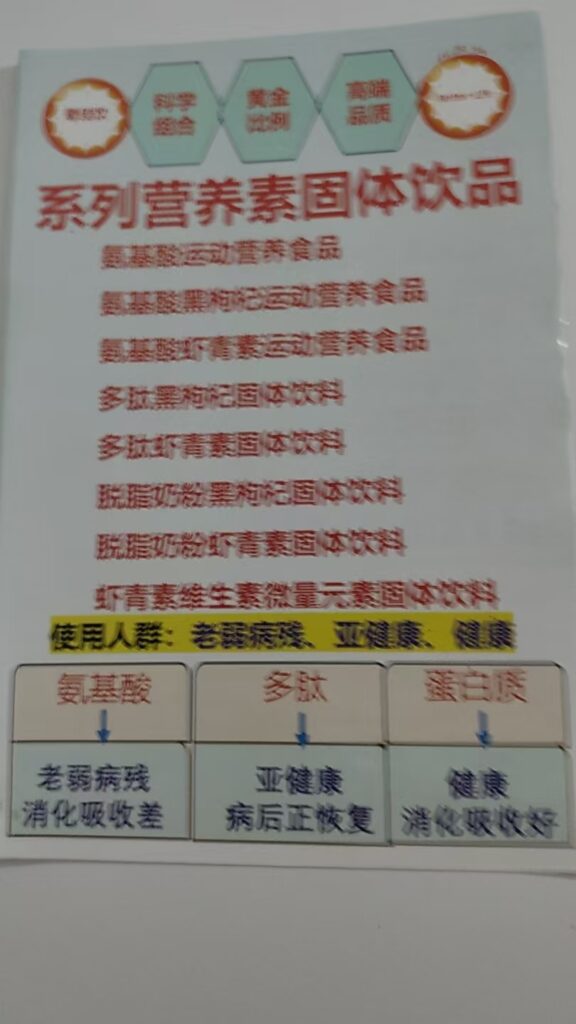 科学
组合
黄金
比例
高端
品质
系列营养素固体饮品
氨基酸运动营养食品
氨基酸黑枸杞运动营养食品
氨基酸虾青素运动营养食品
多肽黑枸杞固体饮料
多肽虾青素固体饮料
脱脂奶粉黑枸杞固体饮料
脱脂奶粉虾青素固体饮料
虾青素维生素微量元素固体饮料
使用人群：老弱病残、亚健康、健康
氨基酸
多肽
蛋白质
老弱病残
消化吸收差
亚健康
病后正恢复
健康
消化吸收好